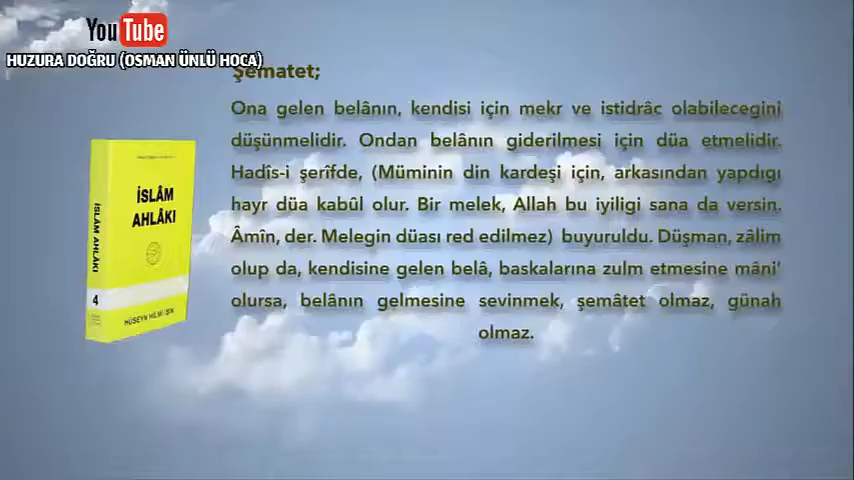 YouTube
HUZURA DOĞRU (OSMAN ÜNLÜ HOCA)
Şematet;
Ona gelen belânın, kendisi için mekr ve istidrâc olabilecegini
düşünmelidir. Ondan belânın giderilmesi için düa etmelidir.
Hadîs-i şerîfde, (Müminin din kardeşi için, arkasından yapdıgı
hayr düa kabûl olur. Bir melek, Allah bu iyiligi sana da versin.
Âmîn, der. Melegin düası red edilmez) buyuruldu. Düşman, zâlim
olup da, kendisine gelen belâ, baskalarına zulm etmesine mâni’
olursa, belânın gelmesine sevinmek, şemâtet olmaz, günah
olmaz.
İSLÂM
AHLÂKI
İSLÂM AHLÂKI
4
HÜSEYN HİLMİ IŞIK